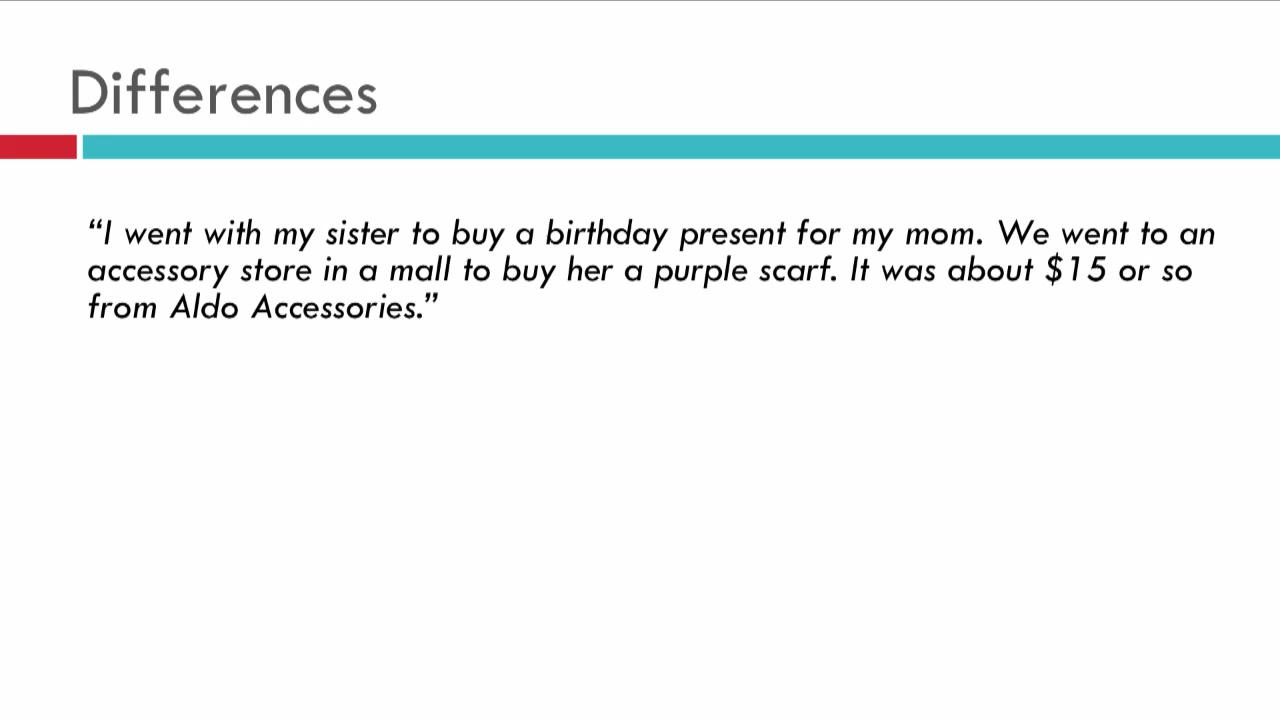 Differences
“I went with my sister to buy a birthday present for my mom. We went to an
accessory store in a mall to buy her a purple scarf. It was about $15 or so
from Aldo Accessories.”